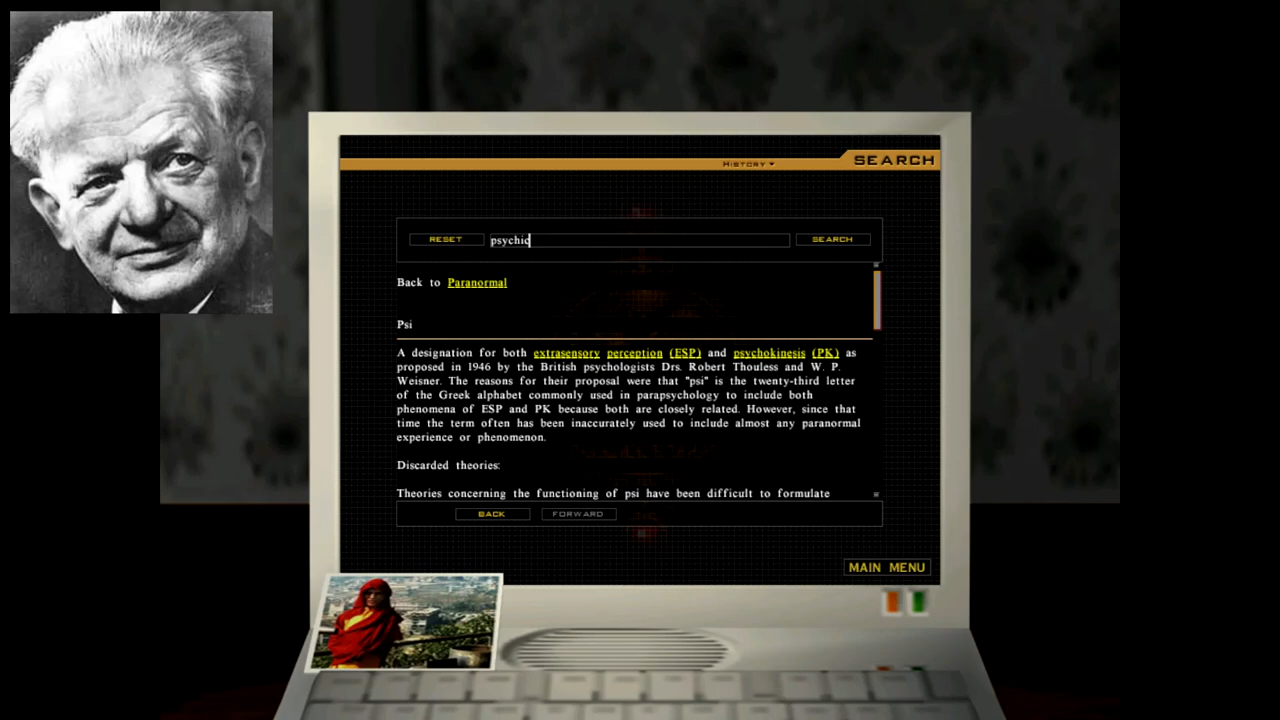 HISTORY
SEARCH
RESET psychic SEARCH
Back to Paranormal
Psi
A designation for both extrasensory perception (ESP) and psychokinesis (PK) as
proposed in 1946 by the British psychologists Drs. Robert Thouless and W. P.
Weisner. The reasons for their proposal were that "psi" is the twenty-third letter
of the Greek alphabet commonly used in parapsychology to include both
phenomena of ESP and PK because both are closely related. However, since that
time the term often has been inaccurately used to include almost any paranormal
experience or phenomenon.
Discarded theories:
Theories concerning the functioning of psi have been difficult to formulate
BACK FORWARD
MAIN MENU